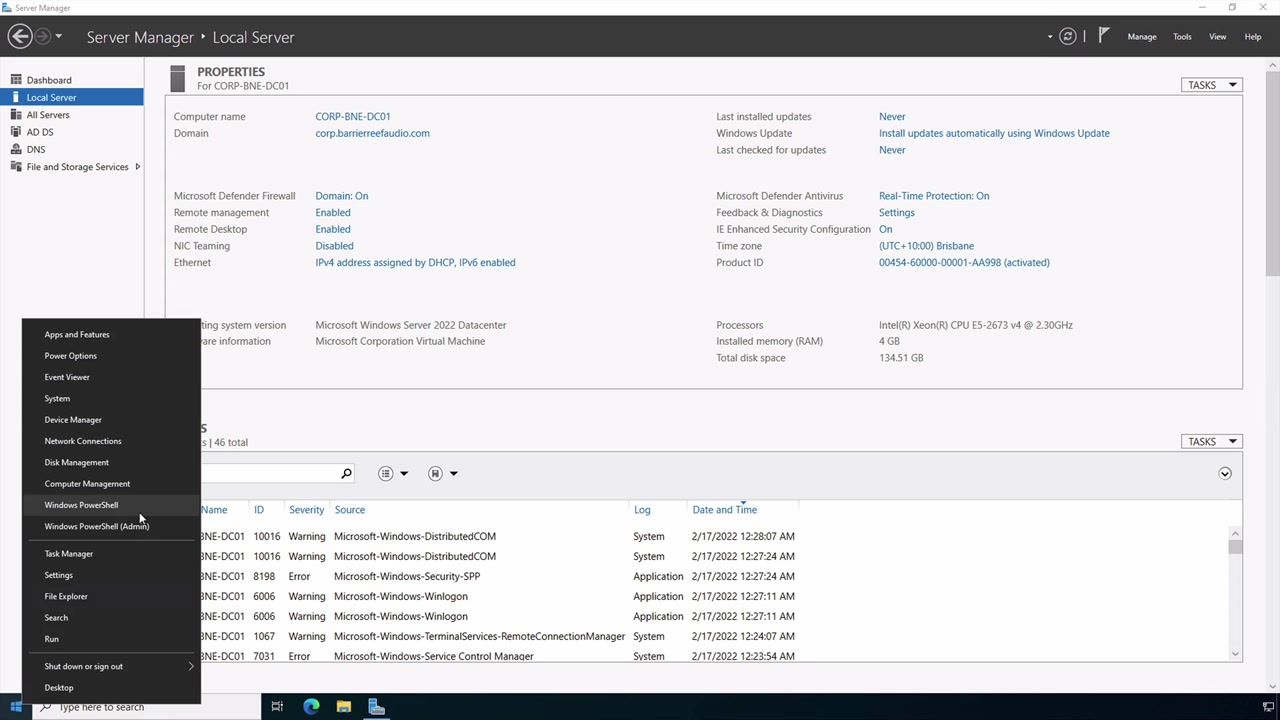 Server Manager
Server Manager ‣ Local Server
Manage Tools View Help
Dashboard
Local Server
All Servers
AD DS
DNS
File and Storage Services
PROPERTIES
For CORP-BNE-DC01
TASKS
Computer name CORP-BNE-DC01
Domain corp.barrierreefaudio.com
Last installed updates Never
Windows Update Install updates automatically using Windows Update
Last checked for updates Never
Microsoft Defender Firewall Domain: On
Remote management Enabled
Remote Desktop Enabled
NIC Teaming Disabled
Ethernet IPv4 address assigned by DHCP, IPv6 enabled
Microsoft Defender Antivirus Real-Time Protection: On
Feedback & Diagnostics Settings
IE Enhanced Security Configuration On
Time zone (UTC+10:00) Brisbane
Product ID 00454-60000-00001-AA998 (activated)
ting system version Microsoft Windows Server 2022 Datacenter
ware information Microsoft Corporation Virtual Machine
Processors Intel(R) Xeon(R) CPU E5-2673 v4 @ 2.30GHz
Installed memory (RAM) 4 GB
Total disk space 134.51 GB
S
s | 46 total
TASKS
Name ID Severity Source Log Date and Time
BNE-DC01 10016 Warning Microsoft-Windows-DistributedCOM System 2/17/2022 12:28:07 AM
BNE-DC01 10016 Warning Microsoft-Windows-DistributedCOM System 2/17/2022 12:27:24 AM
BNE-DC01 8198 Error Microsoft-Windows-Security-SPP Application 2/17/2022 12:27:24 AM
BNE-DC01 6006 Warning Microsoft-Windows-Winlogon Application 2/17/2022 12:27:11 AM
BNE-DC01 6006 Warning Microsoft-Windows-Winlogon Application 2/17/2022 12:27:11 AM
BNE-DC01 1067 Warning Microsoft-Windows-TerminalServices-RemoteConnectionManager System 2/17/2022 12:24:07 AM
BNE-DC01 7031 Error Microsoft-Windows-Service Control Manager System 2/17/2022 12:23:54 AM
Apps and Features
Power Options
Event Viewer
System
Device Manager
Network Connections
Disk Management
Computer Management
Windows PowerShell
Windows PowerShell (Admin)
Task Manager
Settings
File Explorer
Search
Run
Shut down or sign out
Desktop
Type here to search